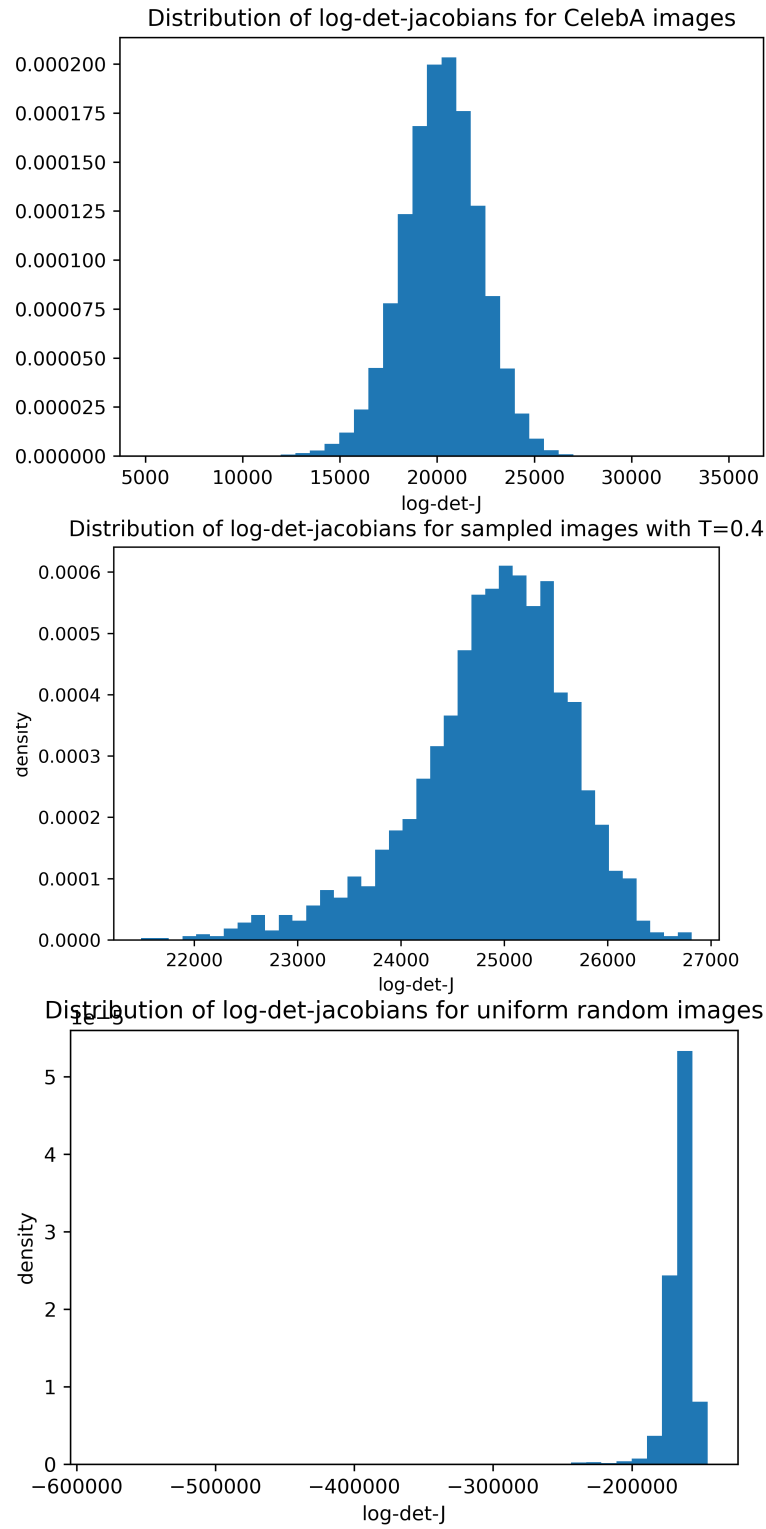 Distribution of log-det-jacobians for CelebA images
0.000200
0.000175
0.000150
0.000125
0.000100
0.000075
0.000050
0.000025
0.000000
5000 10000 15000 20000 25000 30000 35000
log-det-J
Distribution of log-det-jacobians for sampled images with T=0.4
0.0006
0.0005
0.0004
0.0003
0.0002
0.0001
0.0000
density
22000 23000 24000 25000 26000 27000
log-det-J
Distribution of log-det-jacobians for uniform random images
1e−5
5
4
3
2
1
0
density
−600000 −500000 −400000 −300000 −200000
log-det-J